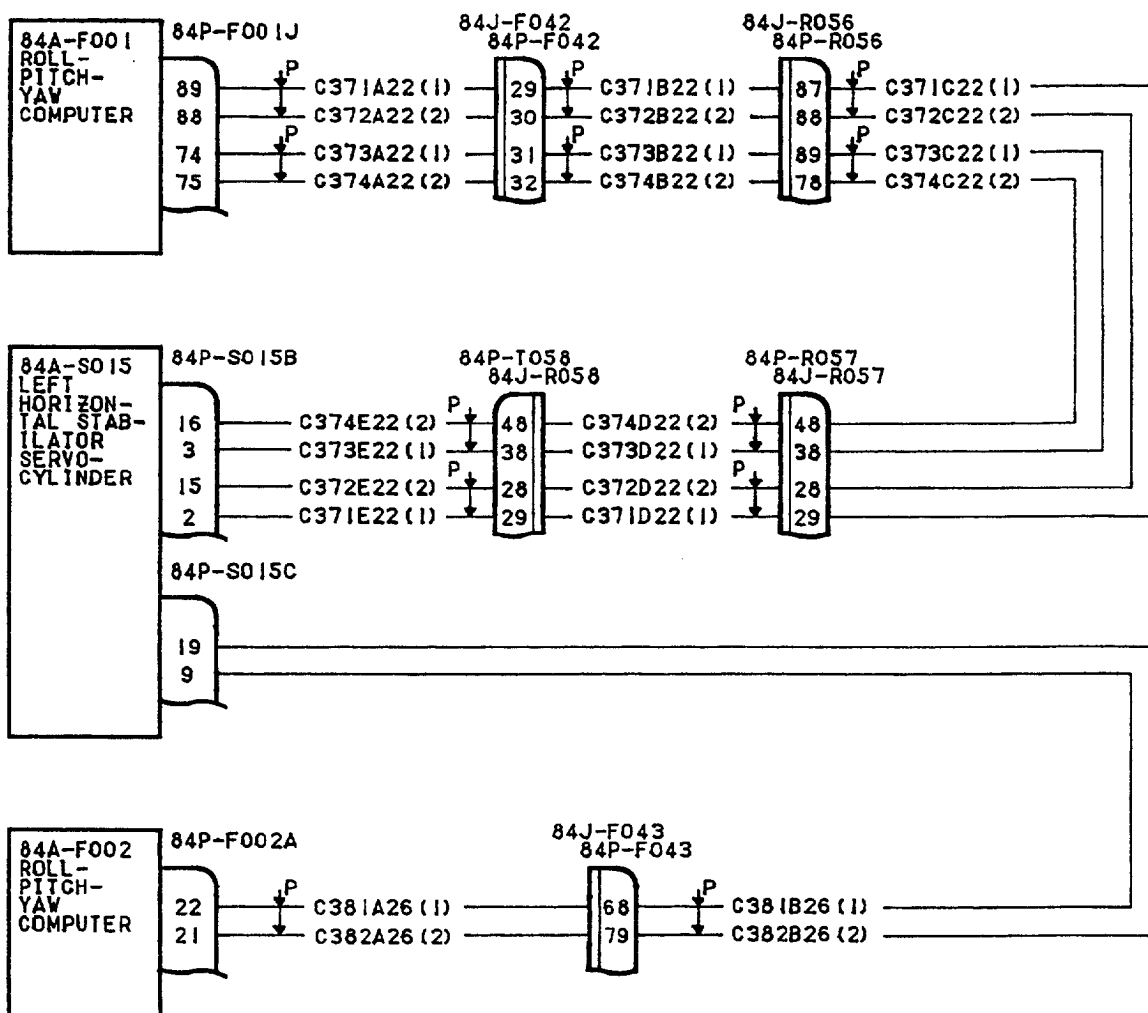 84A-F001
ROLL-
PITCH-
YAW
COMPUTER
84P-F001J
84J-F042
84P-F042
84J-R056
84P-R056
89 P C371A22(1) 29 P C371B22(1) 87 P C371C22(1)
88 C372A22(2) 30 C372B22(2) 88 C372C22(2)
74 P C373A22(1) 31 P C373B22(1) 89 P C373C22(1)
75 C374A22(2) 32 C374B22(2) 78 C374C22(2)
84A-S015
LEFT
HORIZON-
TAL STAB-
ILATOR
SERVO-
CYLINDER
84P-S015B
84P-T058
84J-R058
84P-R057
84J-R057
16 C374E22(2) P 48 C374D22(2) P 48
3 C373E22(1) 38 C373D22(1) 38
15 C372E22(2) P 28 C372D22(2) P 28
2 C371E22(1) 29 C371D22(1) 29
84P-S015C
19
9
84A-F002
ROLL-
PITCH-
YAW
COMPUTER
84P-F002A
84J-F043
84P-F043
22 P C381A26(1) 68 P C381B26(1)
21 C382A26(2) 79 C382B26(2)